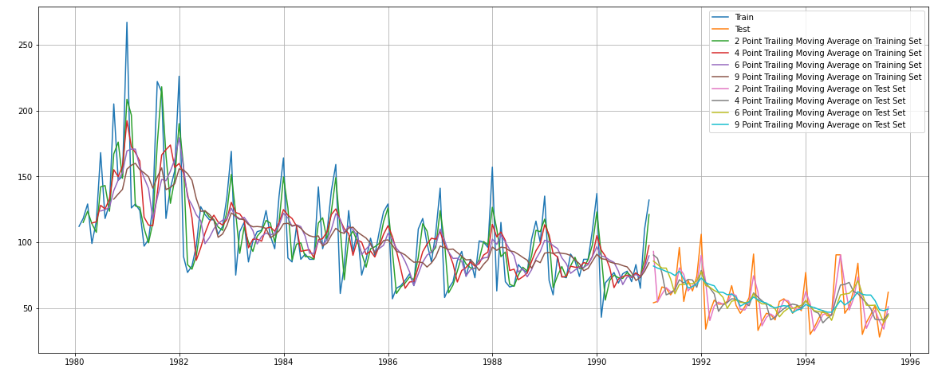 250
200
150
100
50
1980
1982
1984
1986
1988
1990
1992
1994
1996
Train
Test
2 Point Trailing Moving Average on Training Set
4 Point Trailing Moving Average on Training Set
6 Point Trailing Moving Average on Training Set
9 Point Trailing Moving Average on Training Set
2 Point Trailing Moving Average on Test Set
4 Point Trailing Moving Average on Test Set
6 Point Trailing Moving Average on Test Set
9 Point Trailing Moving Average on Test Set